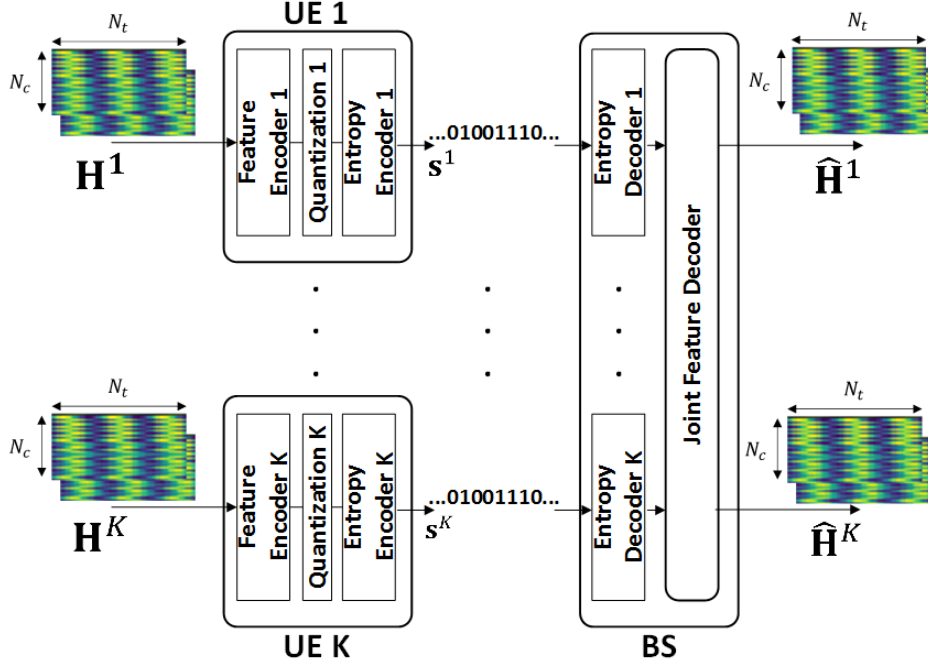 UE 1
N_t
N_c
H^1
Feature Encoder 1
Quantization 1
Entropy Encoder 1
s^1
...01001110...
Entropy Decoder 1
Joint Feature Decoder
N_t
N_c
Ĥ^1
N_t
N_c
H^K
Feature Encoder K
Quantization K
Entropy Encoder K
s^K
...01001110...
Entropy Decoder K
N_t
N_c
Ĥ^K
UE K
BS